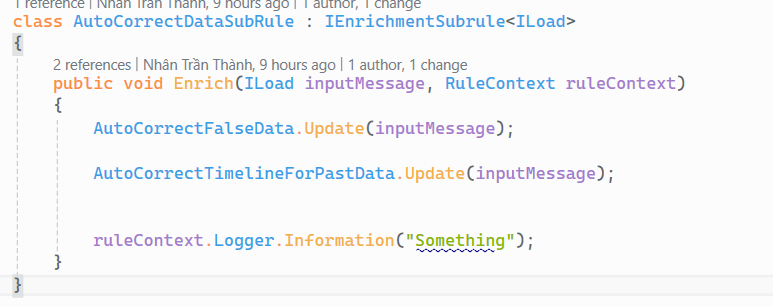 1 reference | Nhân Trần Thành, 9 hours ago | 1 author, 1 change
class AutoCorrectDataSubRule : IEnrichmentSubrule<ILoad>
{
2 references | Nhân Trần Thành, 9 hours ago | 1 author, 1 change
public void Enrich(ILoad inputMessage, RuleContext ruleContext)
{
AutoCorrectFalseData.Update(inputMessage);
AutoCorrectTimelineForPastData.Update(inputMessage);
ruleContext.Logger.Information("Something");
}
}